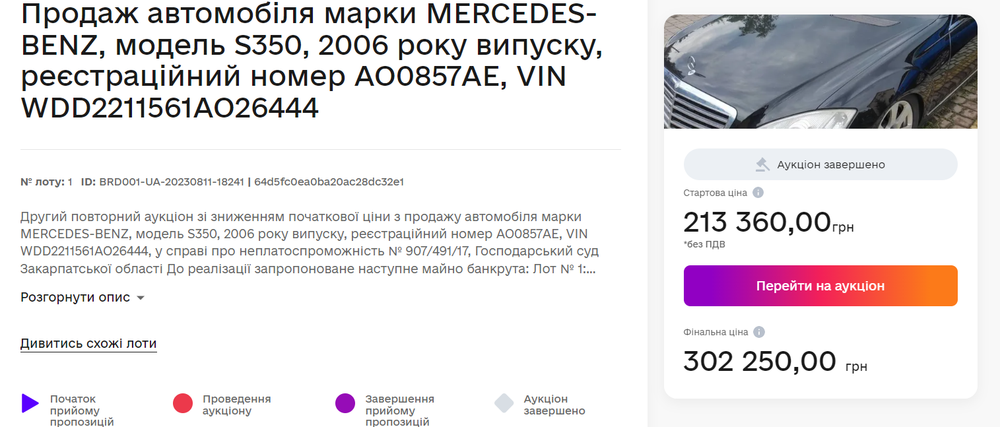 Продаж автомобіля марки MERCEDES-
BENZ, модель S350, 2006 року випуску,
реєстраційний номер АО0857АЕ, VIN
WDD2211561AO26444
№ лоту: 1 ID: BRD001-UA-20230811-18241 | 64d5fc0ea0ba20ac28dc32e1
Другий повторний аукціон зі зниженням початкової ціни з продажу автомобіля марки
MERCEDES-BENZ, модель S350, 2006 року випуску, реєстраційний номер АО0857АЕ, VIN
WDD2211561AO26444, у справі про неплатоспроможність № 907/491/17, Господарський суд
Закарпатської області До реалізації запропоноване наступне майно банкрута: Лот № 1:...
Розгорнути опис
Дивитись схожі лоти
Початок
прийому
пропозицій
Проведення
аукціону
Завершення
прийому
пропозицій
Аукціон
завершено
Аукціон завершено
Стартова ціна
213 360,00грн
*без ПДВ
Перейти на аукціон
Фінальна ціна
302 250,00 грн